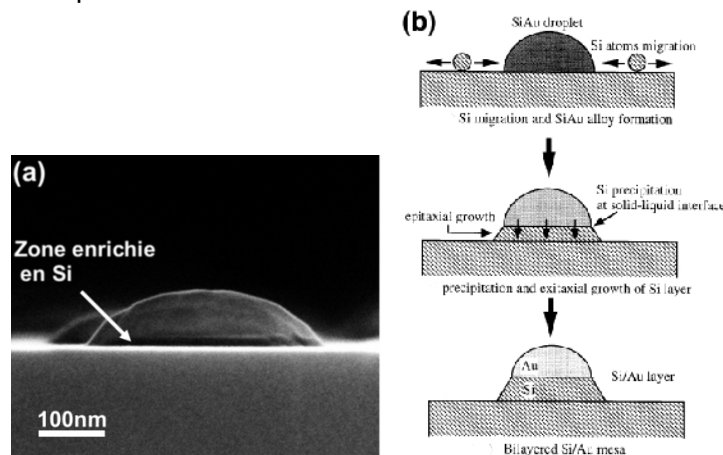 (a)
Zone enrichie
en Si
100nm
(b)
SiAu droplet
Si atoms migration
Si migration and SiAu alloy formation
Si precipitation
at solid-liquid interface
epitaxial growth
precipitation and exitaxial growth of Si layer
Au
Si/Au layer
Si
Bilayered Si/Au mesa